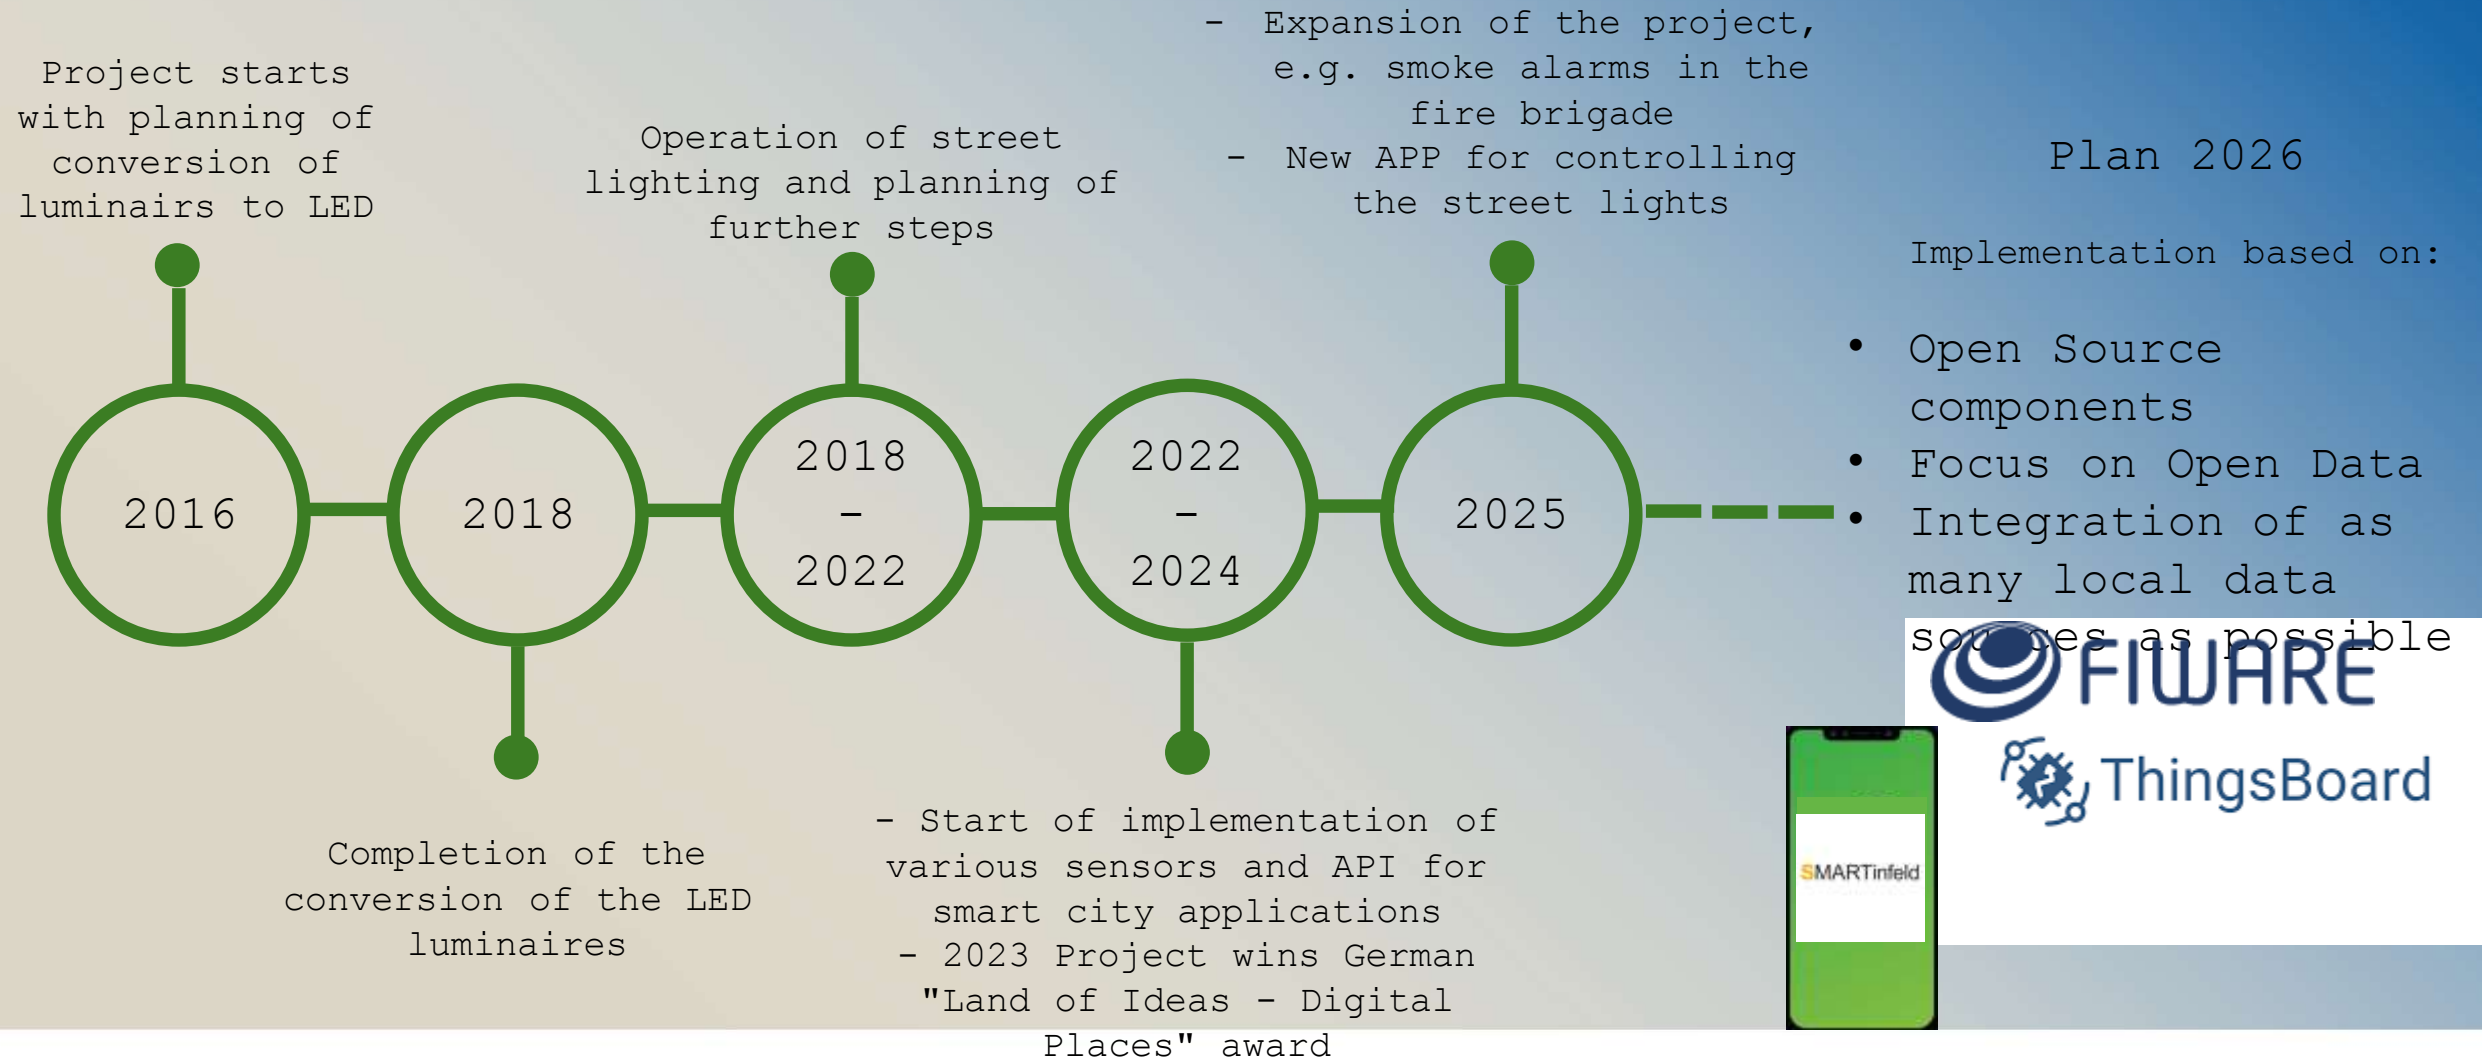 Project starts
with planning of
conversion of
luminairs to LED
2016
2018
Completion of the
conversion of the LED
luminaires
Operation of street
lighting and planning of
further steps
2018
-
2022
2022
-
2024
- Start of implementation of
various sensors and API for
smart city applications
- 2023 Project wins German
"Land of Ideas - Digital
Places" award
- Expansion of the project,
e.g. smoke alarms in the
fire brigade
- New APP for controlling
the street lights
2025
Plan 2026
Implementation based on:
• Open Source
components
• Focus on Open Data
• Integration of as
many local data
sources as possible
FIWARE
ThingsBoard
SMARTinfeld